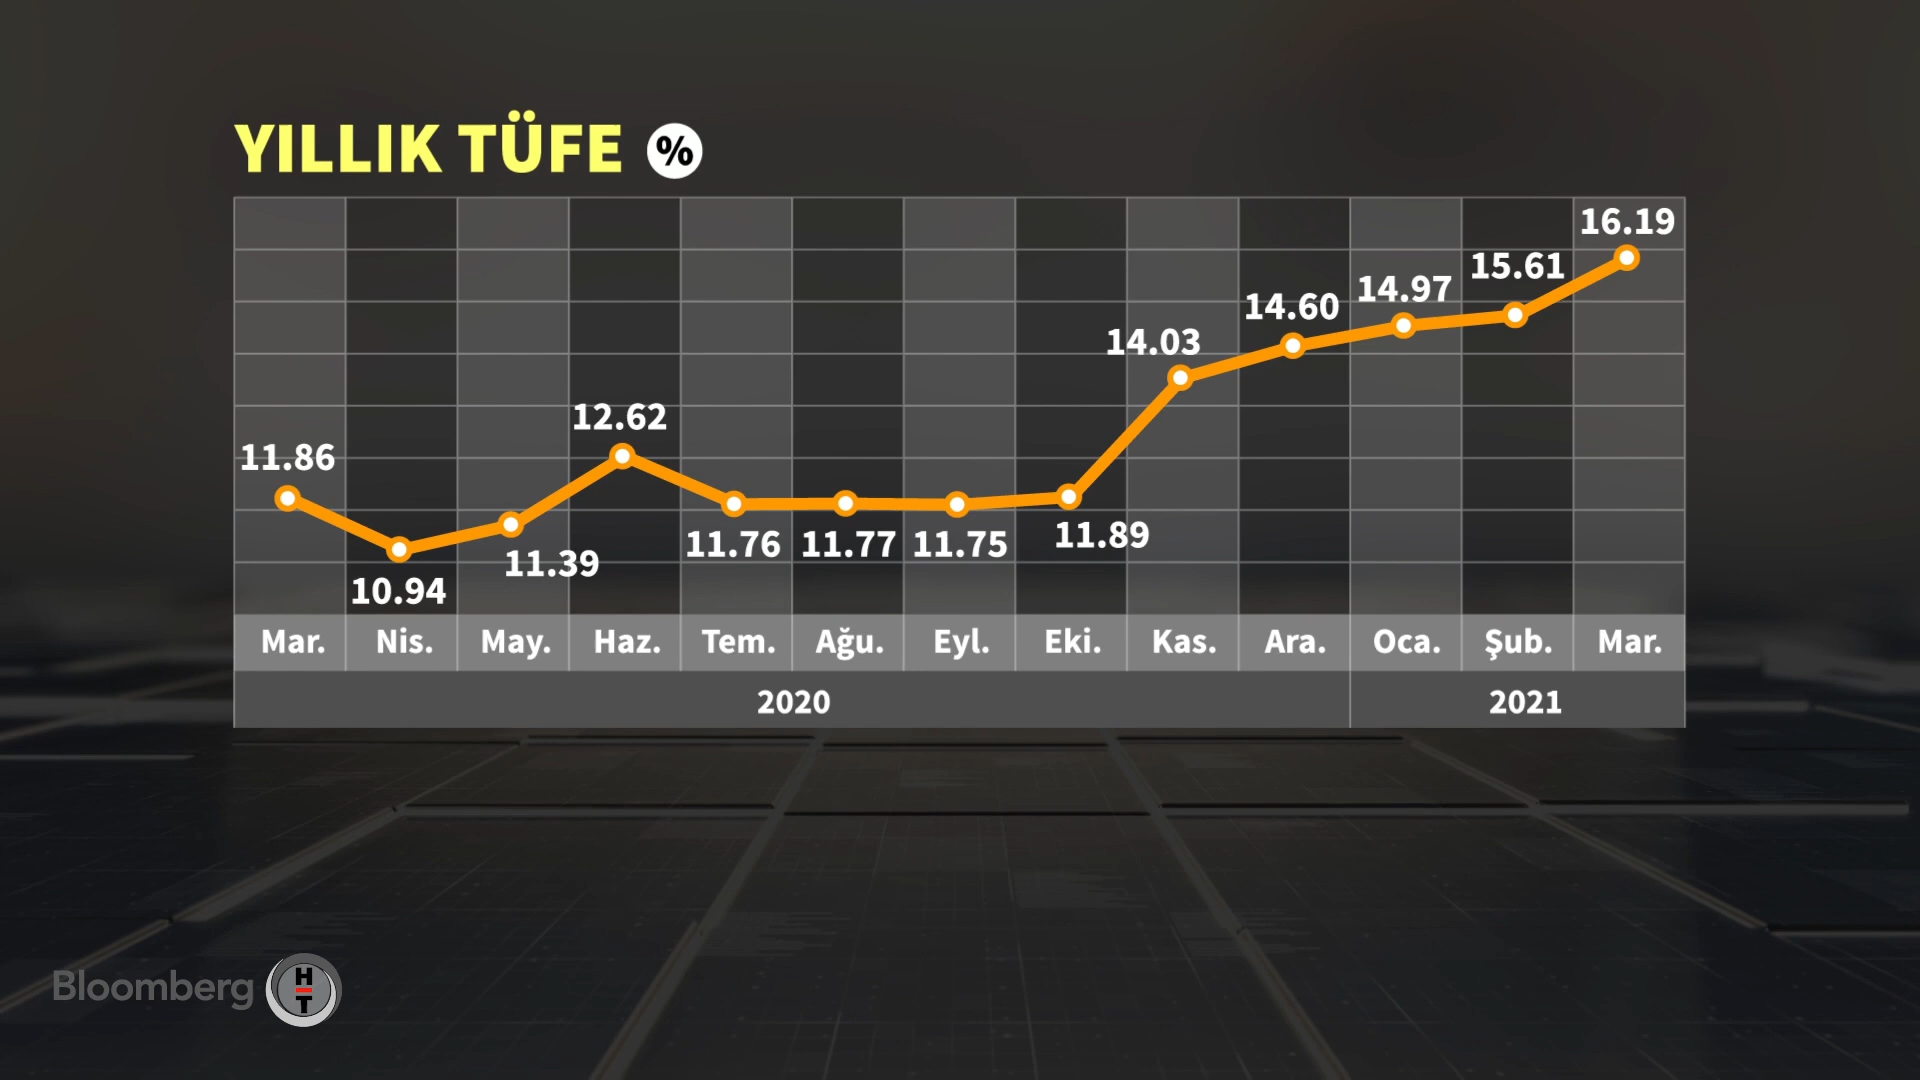 YILLIK TÜFE %
16.19
15.61
14.97
14.60
14.03
12.62
11.86
11.89
11.76 11.77 11.75
11.39
10.94
Mar. Nis. May. Haz. Tem. Ağu. Eyl. Eki. Kas. Ara. Oca. Şub. Mar.
2020 2021
Bloomberg HT